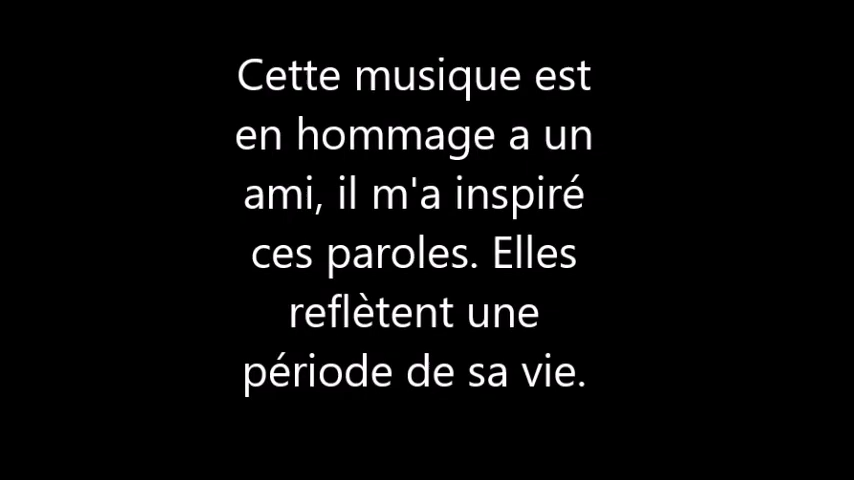 Cette musique est
en hommage a un
ami, il m'a inspiré
ces paroles. Elles
reflètent une
période de sa vie.